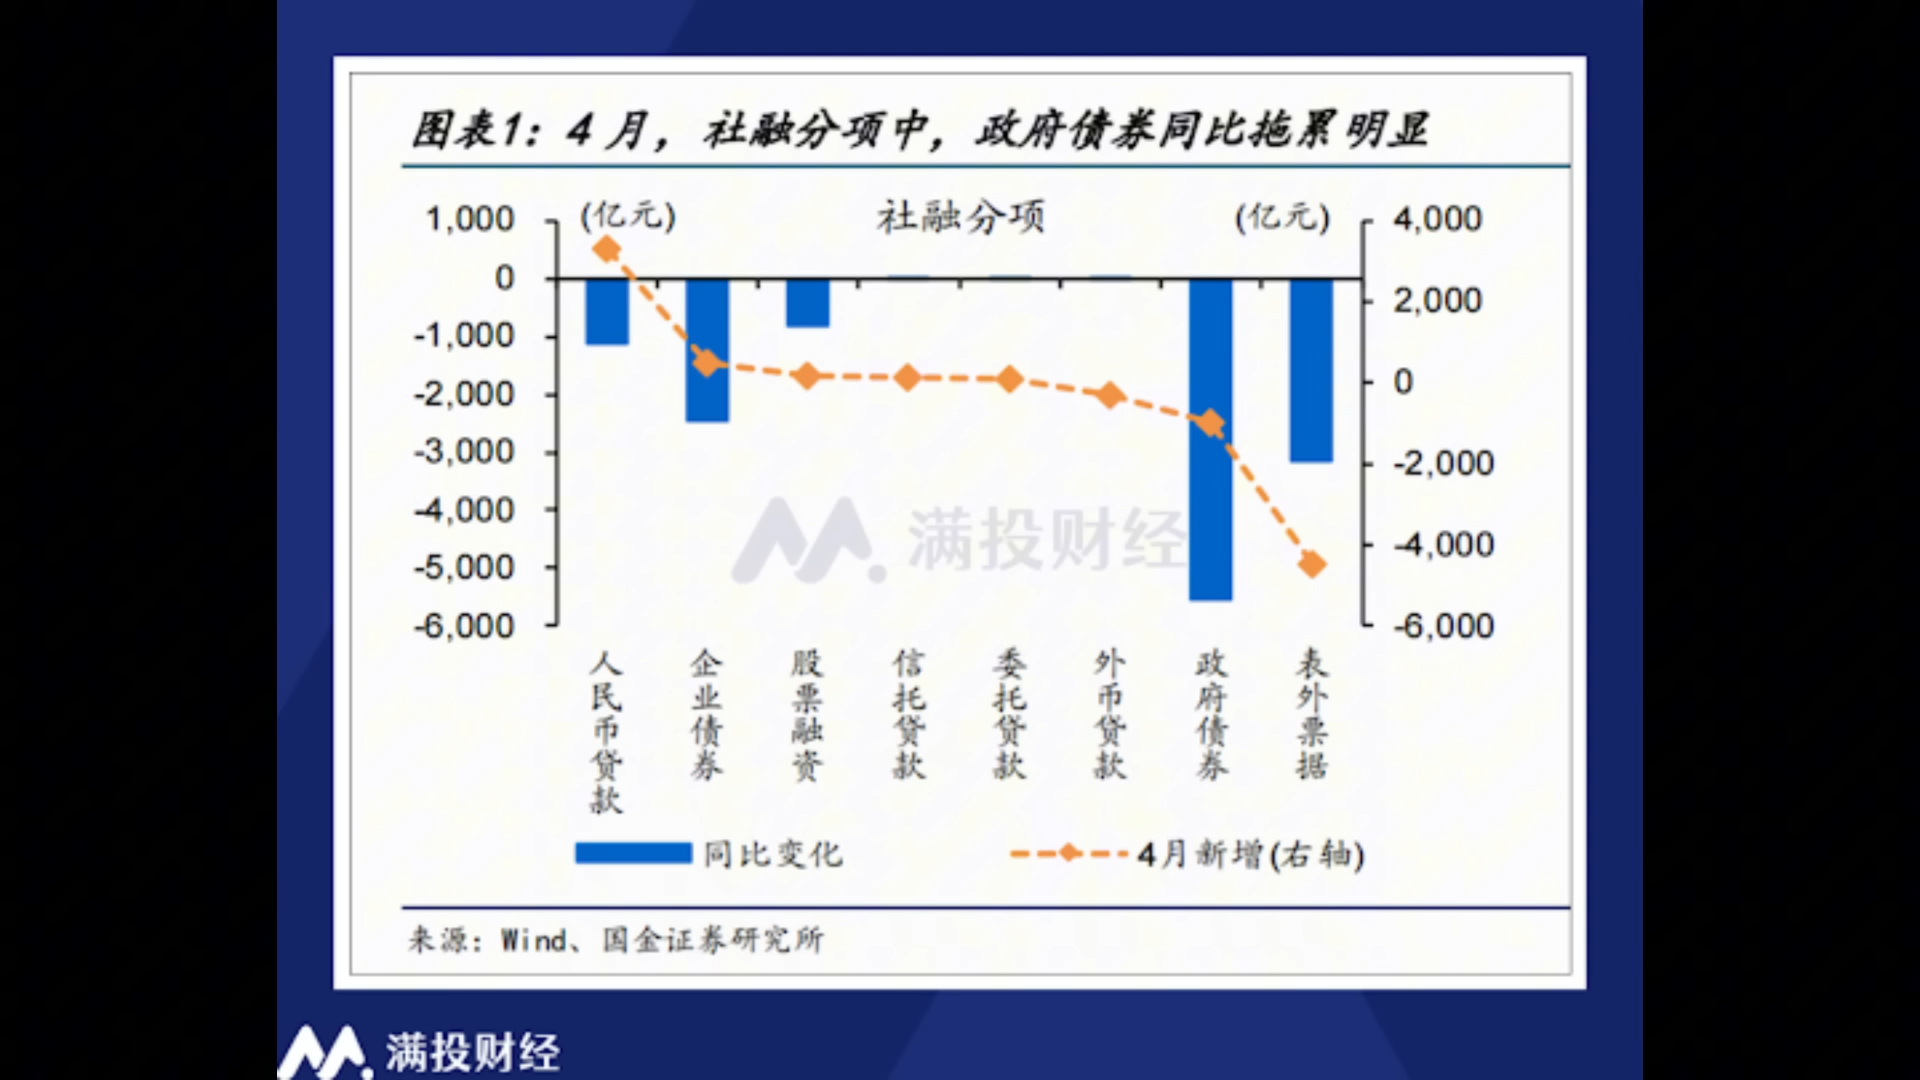 图表1：4 月，社融分项中，政府债券同比拖累明显
(亿元) 社融分项 (亿元)
1,000
0
-1,000
-2,000
-3,000
-4,000
-5,000
-6,000
4,000
2,000
0
-2,000
-4,000
-6,000
满投财经
人民币贷款
企业债券
股票融资
信托贷款
委托贷款
外币贷款
政府债券
表外票据
同比变化
4月新增(右轴)
来源：Wind、国金证券研究所
满投财经